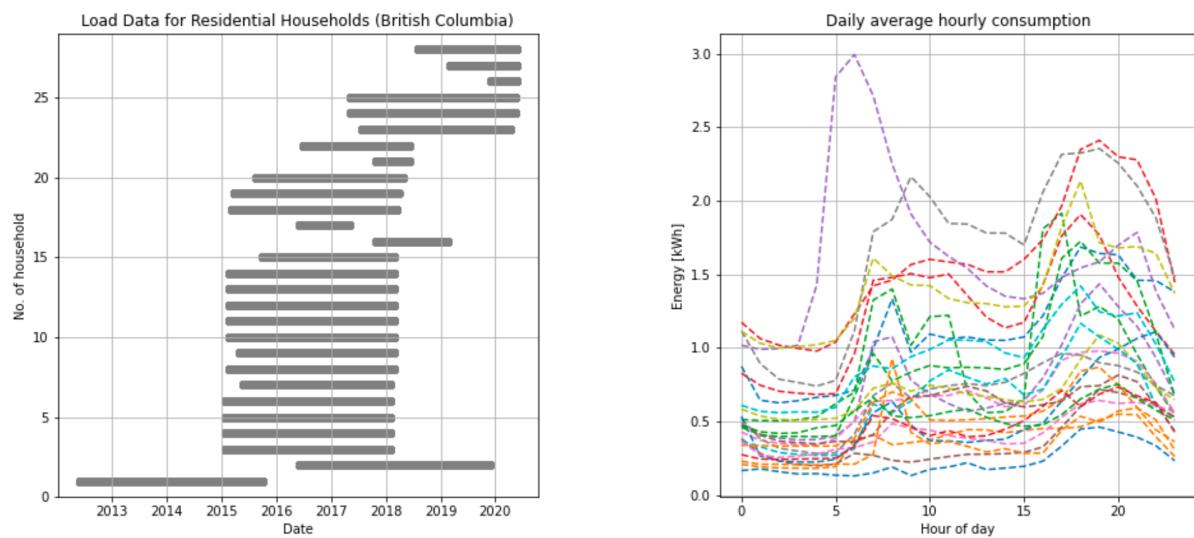 Load Data for Residential Households (British Columbia)
No. of household
25
20
15
10
5
0
2013 2014 2015 2016 2017 2018 2019 2020
Date
Daily average hourly consumption
Energy [kWh]
3.0
2.5
2.0
1.5
1.0
0.5
0.0
0 5 10 15 20
Hour of day